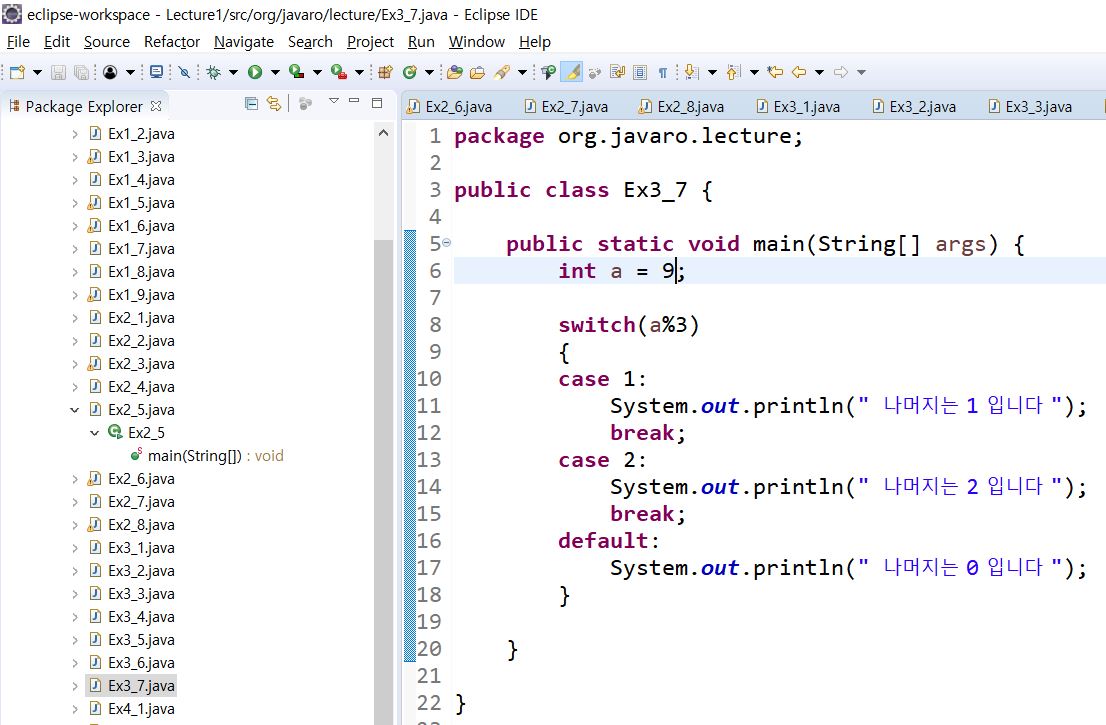 eclipse-workspace - Lecture1/src/org/javaro/lecture/Ex3_7.java - Eclipse IDE
File Edit Source Refactor Navigate Search Project Run Window Help
Package Explorer
Ex1_2.java
Ex1_3.java
Ex1_4.java
Ex1_5.java
Ex1_6.java
Ex1_7.java
Ex1_8.java
Ex1_9.java
Ex2_1.java
Ex2_2.java
Ex2_3.java
Ex2_4.java
Ex2_5.java
Ex2_5
main(String[]) : void
Ex2_6.java
Ex2_7.java
Ex2_8.java
Ex3_1.java
Ex3_2.java
Ex3_3.java
Ex3_4.java
Ex3_5.java
Ex3_6.java
Ex3_7.java
Ex4_1.java
Ex2_6.java Ex2_7.java Ex2_8.java Ex3_1.java Ex3_2.java Ex3_3.java
1 package org.javaro.lecture;
2
3 public class Ex3_7 {
4
5 public static void main(String[] args) {
6 int a = 9;
7
8 switch(a%3)
9 {
10 case 1:
11 System.out.println(" 나머지는 1 입니다 ");
12 break;
13 case 2:
14 System.out.println(" 나머지는 2 입니다 ");
15 break;
16 default:
17 System.out.println(" 나머지는 0 입니다 ");
18 }
19
20 }
21
22 }
23